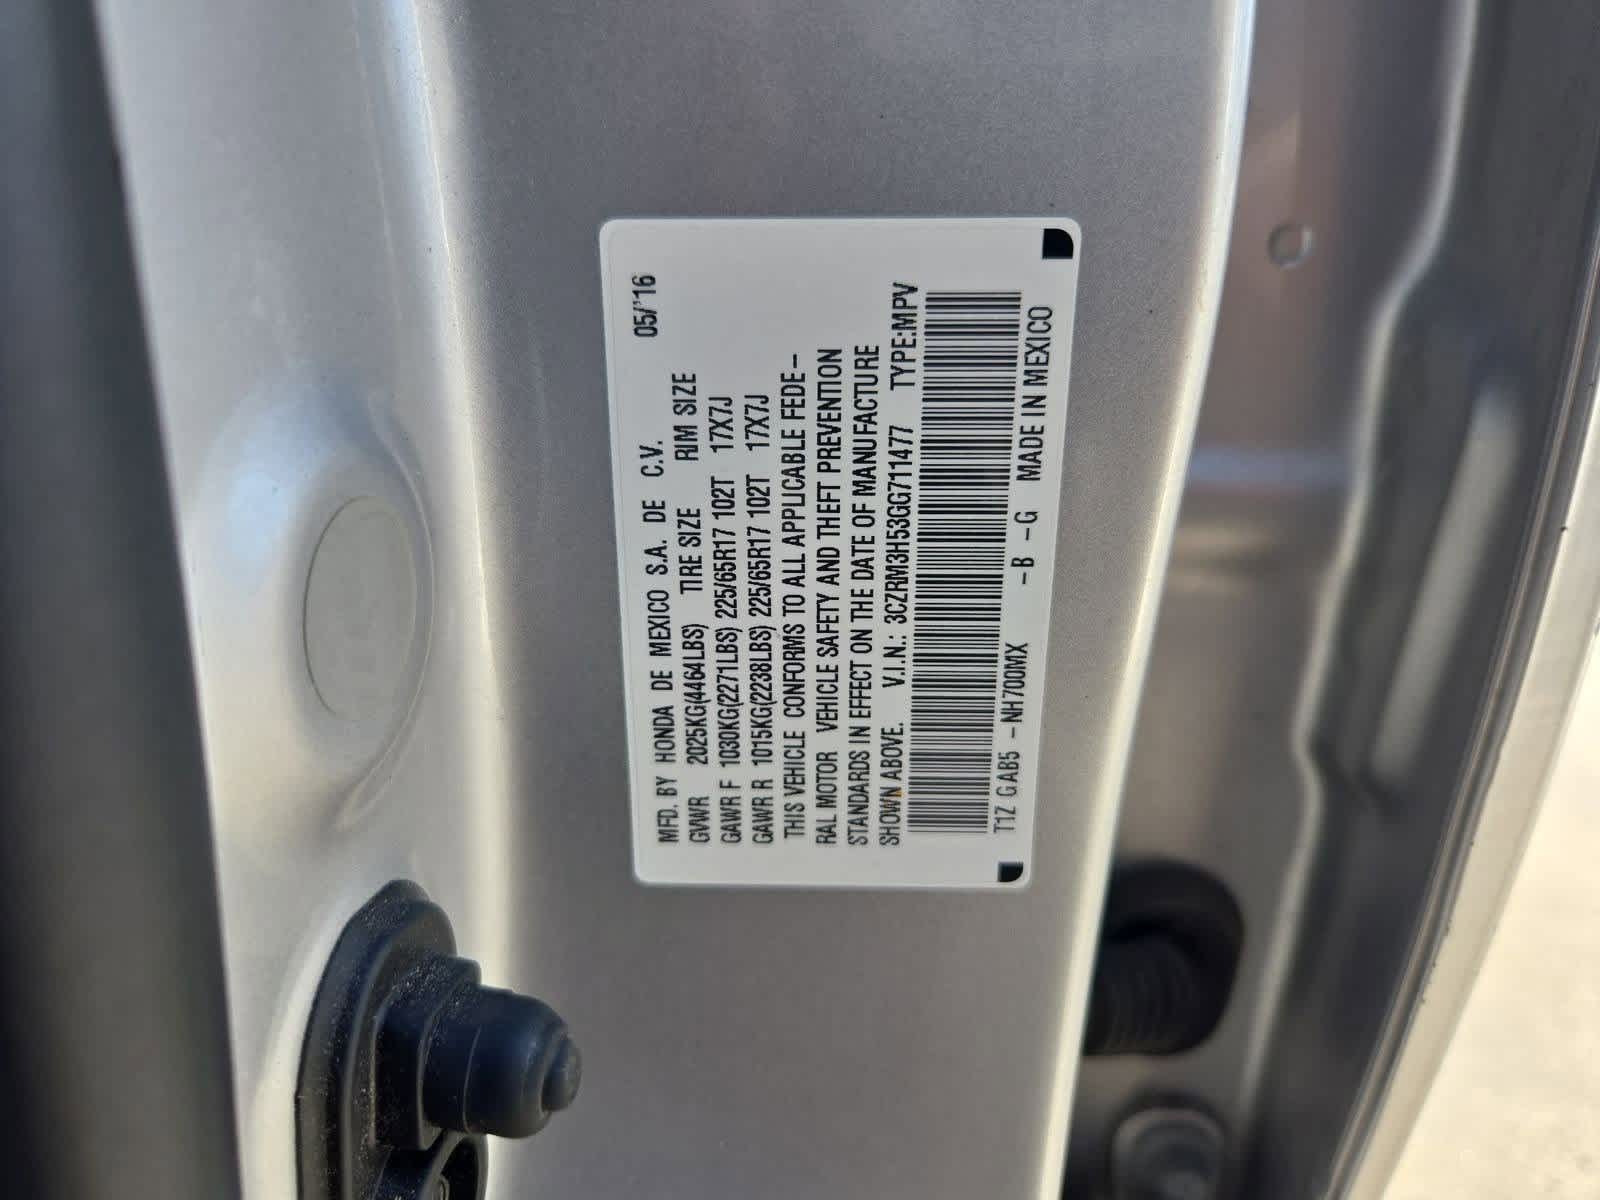 05/'16
MFD. BY HONDA DE MEXICO S.A. DE C.V.
GVWR 2025KG(4464LBS) TIRE SIZE RIM SIZE
GAWR F 1030KG(2271LBS) 225/65R17 102T 17X7J
GAWR R 1015KG(2238LBS) 225/65R17 102T 17X7J
THIS VEHICLE CONFORMS TO ALL APPLICABLE FEDE-
RAL MOTOR VEHICLE SAFETY AND THEFT PREVENTION
STANDARDS IN EFFECT ON THE DATE OF MANUFACTURE
SHOWN ABOVE. V.I.N.: 3CZRM3H53GG711477 TYPE:MPV
T1Z GAB5 -NH700MX -B -G MADE IN MEXICO